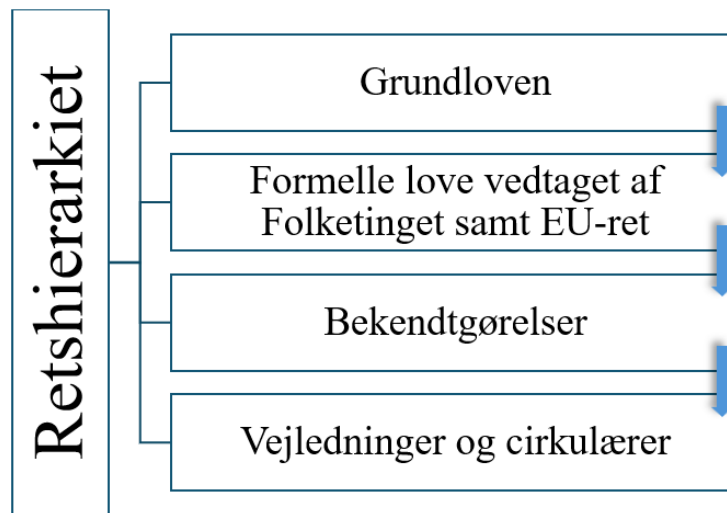 Retshierarkiet
Grundloven
Formelle love vedtaget af
Folketinget samt EU-ret
Bekendtgørelser
Vejledninger og cirkulærer